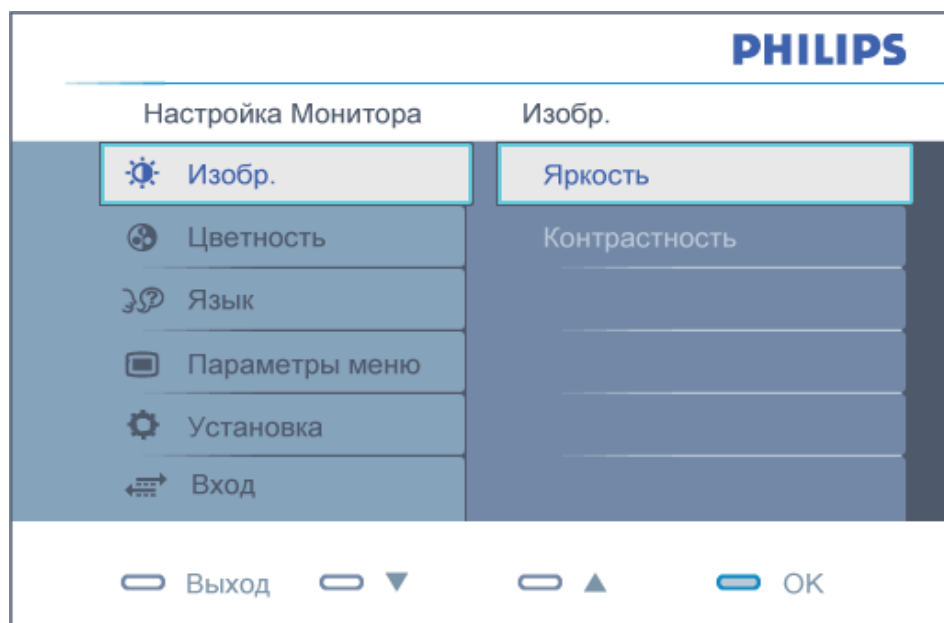 PHILIPS
Настройка Монитора Изобр.
Изобр. Яркость
Цветность Контрастность
Язык
Параметры меню
Установка
Вход
Выход ▼ ▲ OK